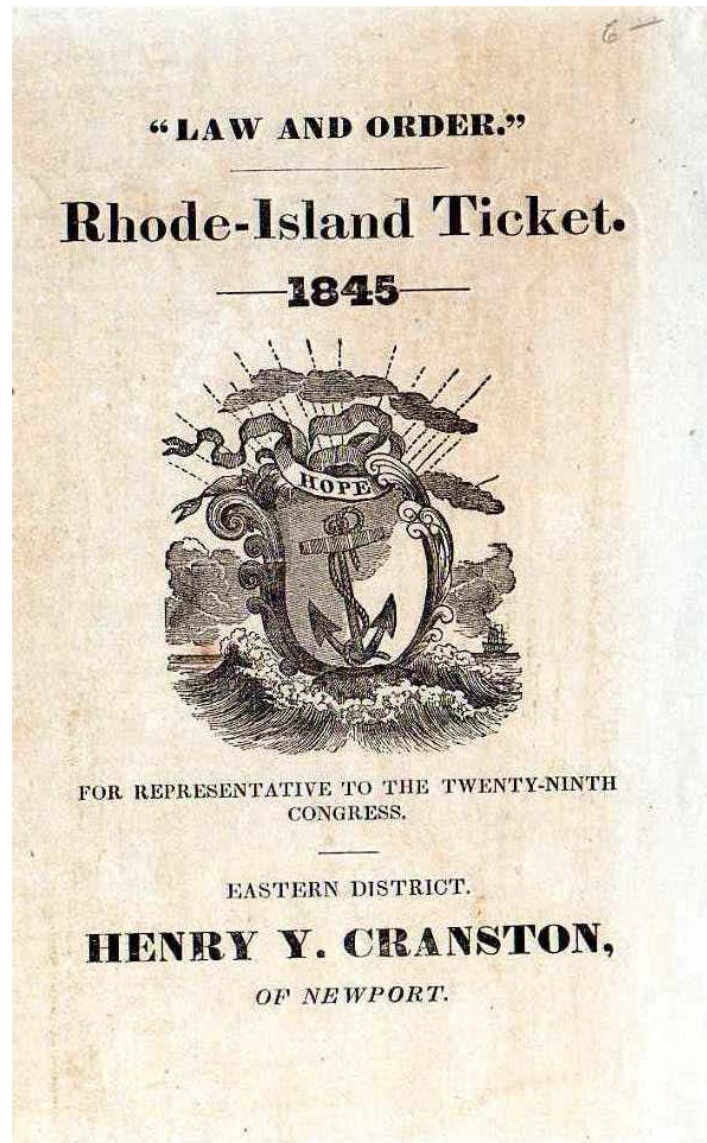 6 —
“LAW AND ORDER.”
Rhode-Island Ticket.
1845
HOPE
FOR REPRESENTATIVE TO THE TWENTY-NINTH
CONGRESS.
EASTERN DISTRICT.
HENRY Y. CRANSTON,
OF NEWPORT.